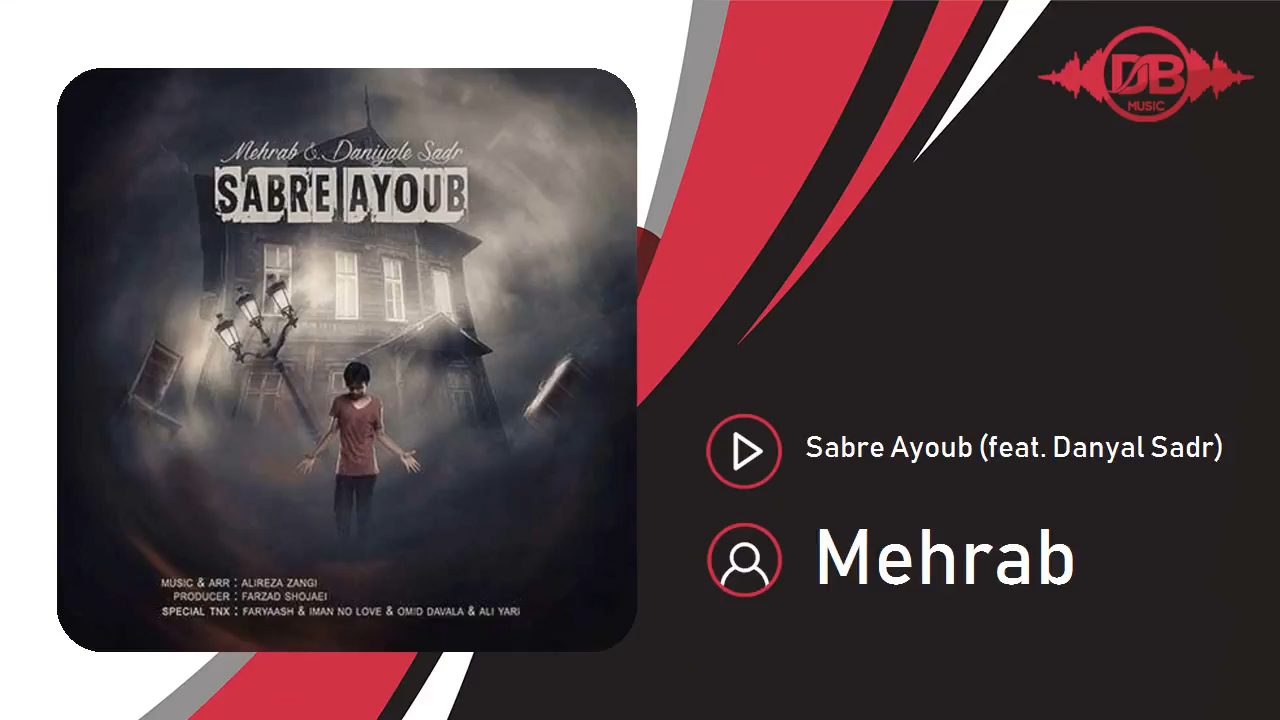 Mehrab & Daniyale Sadr
SABRE AYOUB
MUSIC & ARR : ALIREZA ZANGI
PRODUCER : FARZAD SHOJAEI
SPECIAL TNX : FARYAASH & IMAN NO LOVE & OMID DAVALA & ALI YARI
DB
MUSIC
Sabre Ayoub (feat. Danyal Sadr)
Mehrab